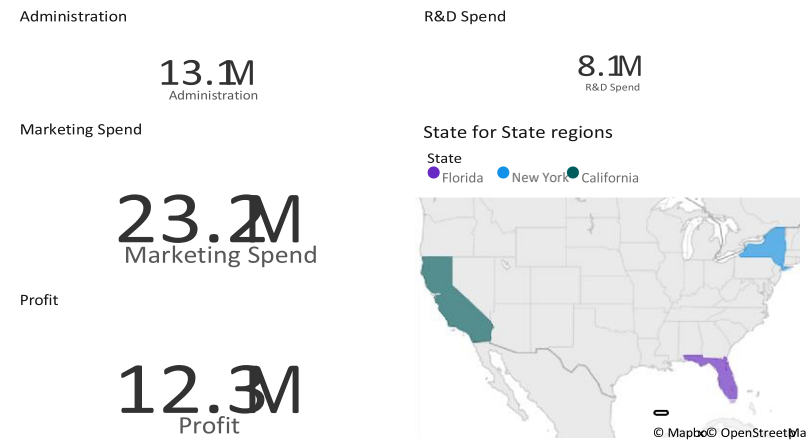 Administration
13.1M
Administration
R&D Spend
8.1M
R&D Spend
Marketing Spend
23.2M
Marketing Spend
Profit
12.3M
Profit
State for State regions
State
Florida New York California
© Mapbox © OpenStreetMap